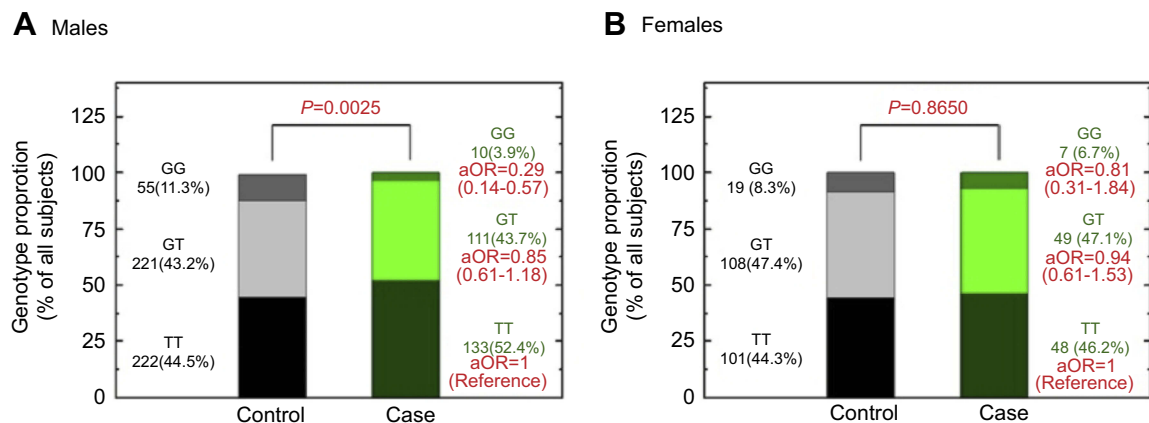 A Males
Genotype proprotion
(% of all subjects)
125
100
75
50
25
0
P=0.0025
GG
55(11.3%)
GT
221(43.2%)
TT
222(44.5%)
GG
10(3.9%)
aOR=0.29
(0.14-0.57)
GT
111(43.7%)
aOR=0.85
(0.61-1.18)
TT
133(52.4%)
aOR=1
(Reference)
Control
Case
B Females
Genotype proprotion
(% of all subjects)
125
100
75
50
25
0
P=0.8650
GG
19 (8.3%)
GT
108(47.4%)
TT
101(44.3%)
GG
7 (6.7%)
aOR=0.81
(0.31-1.84)
GT
49 (47.1%)
aOR=0.94
(0.61-1.53)
TT
48 (46.2%)
aOR=1
(Reference)
Control
Case